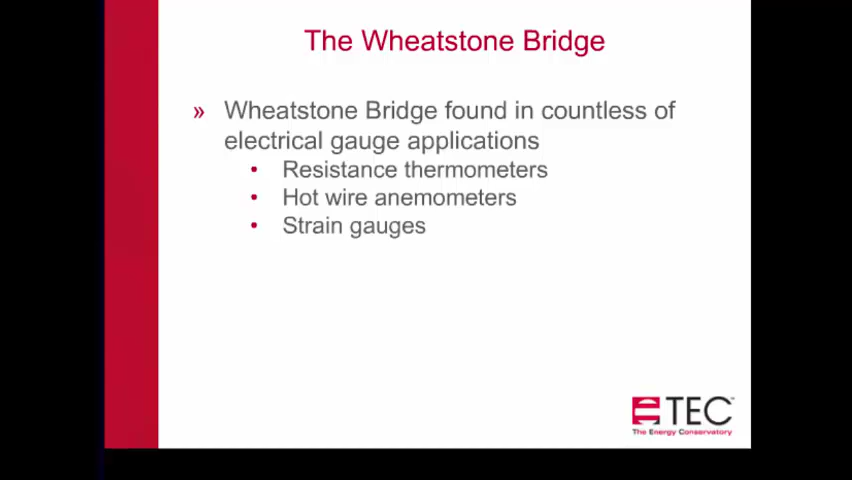 The Wheatstone Bridge
» Wheatstone Bridge found in countless of
electrical gauge applications
• Resistance thermometers
• Hot wire anemometers
• Strain gauges
TEC™
The Energy Conservatory